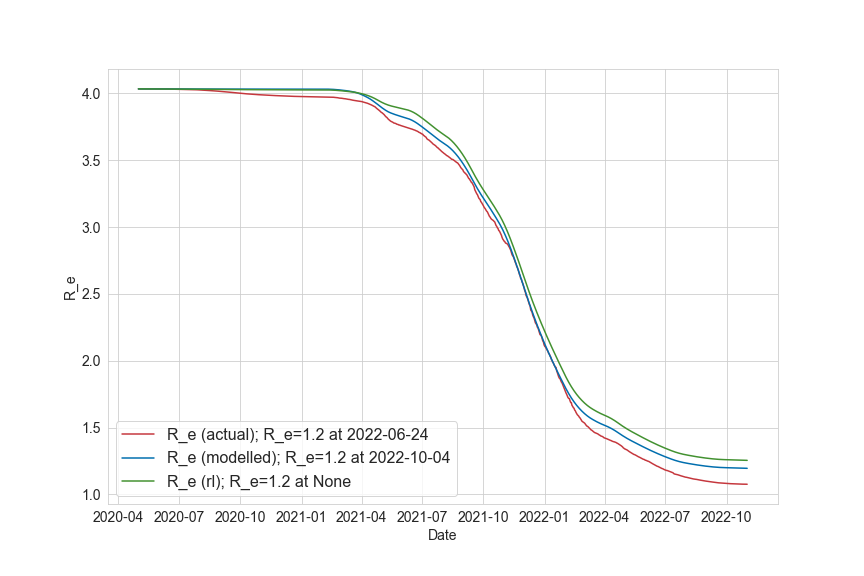 4.0
3.5
3.0
2.5
2.0
1.5
1.0
R_e
R_e (actual); R_e=1.2 at 2022-06-24
R_e (modelled); R_e=1.2 at 2022-10-04
R_e (rl); R_e=1.2 at None
2020-04 2020-07 2020-10 2021-01 2021-04 2021-07 2021-10 2022-01 2022-04 2022-07 2022-10
Date